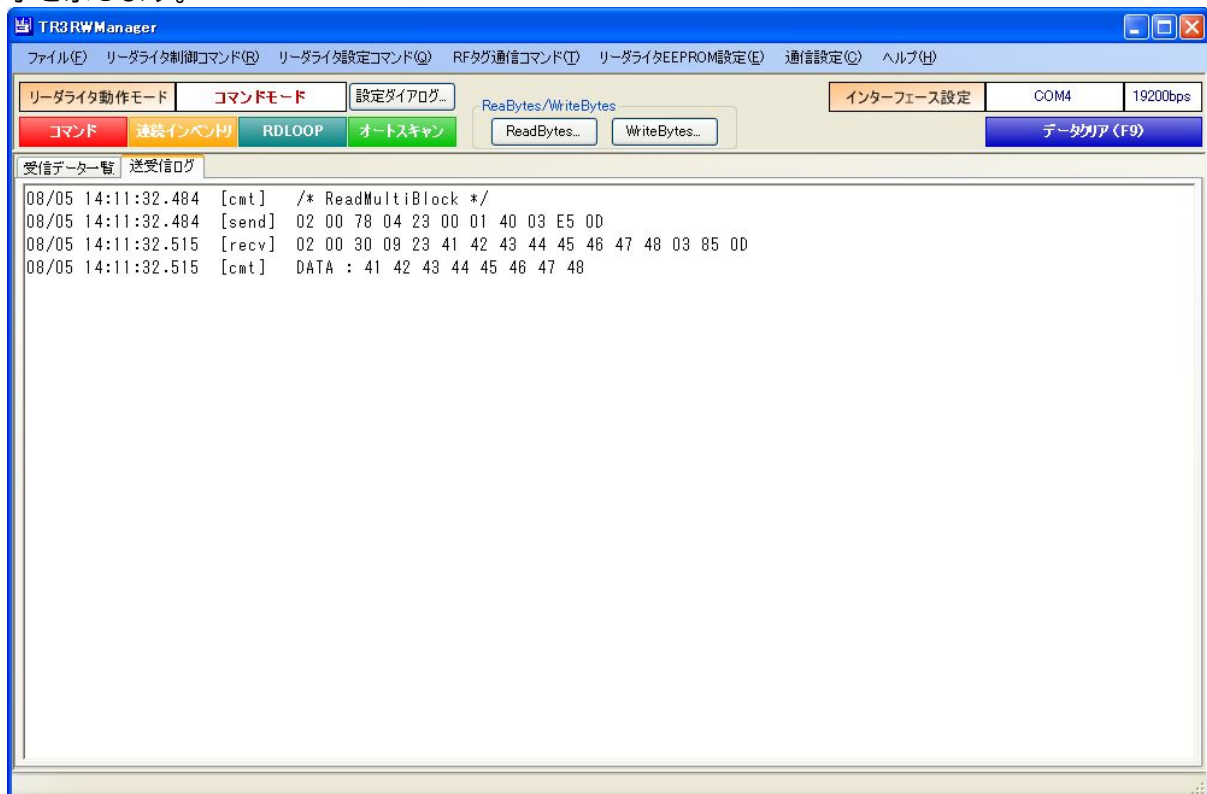 TR3RWManager
ファイル(F) リーダライタ制御コマンド(R) リーダライタ設定コマンド(Q) RFタグ通信コマンド(T) リーダライタEEPROM設定(E) 通信設定(C) ヘルプ(H)
リーダライタ動作モード コマンドモード 設定ダイアログ... ReaBytes/WriteBytes インターフェース設定 COM4 19200bps
コマンド 連続インベントリ RDLOOP オートスキャン ReadBytes... WriteBytes... データクリア(F9)
受信データ一覧 送受信ログ
08/05 14:11:32.484 [cmt] /* ReadMultiBlock */
08/05 14:11:32.484 [send] 02 00 78 04 23 00 01 40 03 E5 0D
08/05 14:11:32.515 [recv] 02 00 30 09 23 41 42 43 44 45 46 47 48 03 85 0D
08/05 14:11:32.515 [cmt] DATA : 41 42 43 44 45 46 47 48